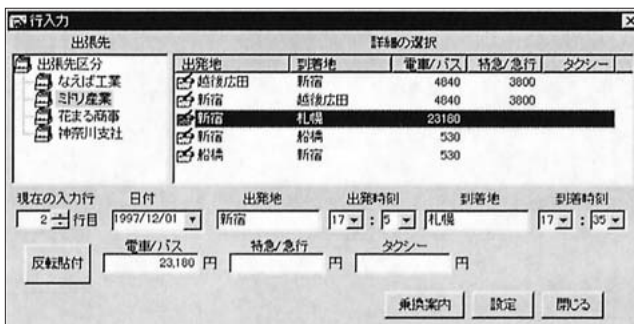 行入力
出張先 詳細の選択
出張先区分
なえば工業
ミドリ産業
花まる商事
神奈川支社
出発地 到着地 電車/バス 特急/急行 タクシー
越後広田 新宿 4840 3800
新宿 越後広田 4840 3800
新宿 札幌 23180
新宿 船橋 530
船橋 新宿 530
現在の入力行 日付 出発地 出発時刻 到着地 到着時刻
2 行目 1997/12/01 新宿 17 : 5 札幌 17 : 35
電車/バス 特急/急行 タクシー
反転貼付 23,180 円 円 円
乗換案内 設定 閉じる